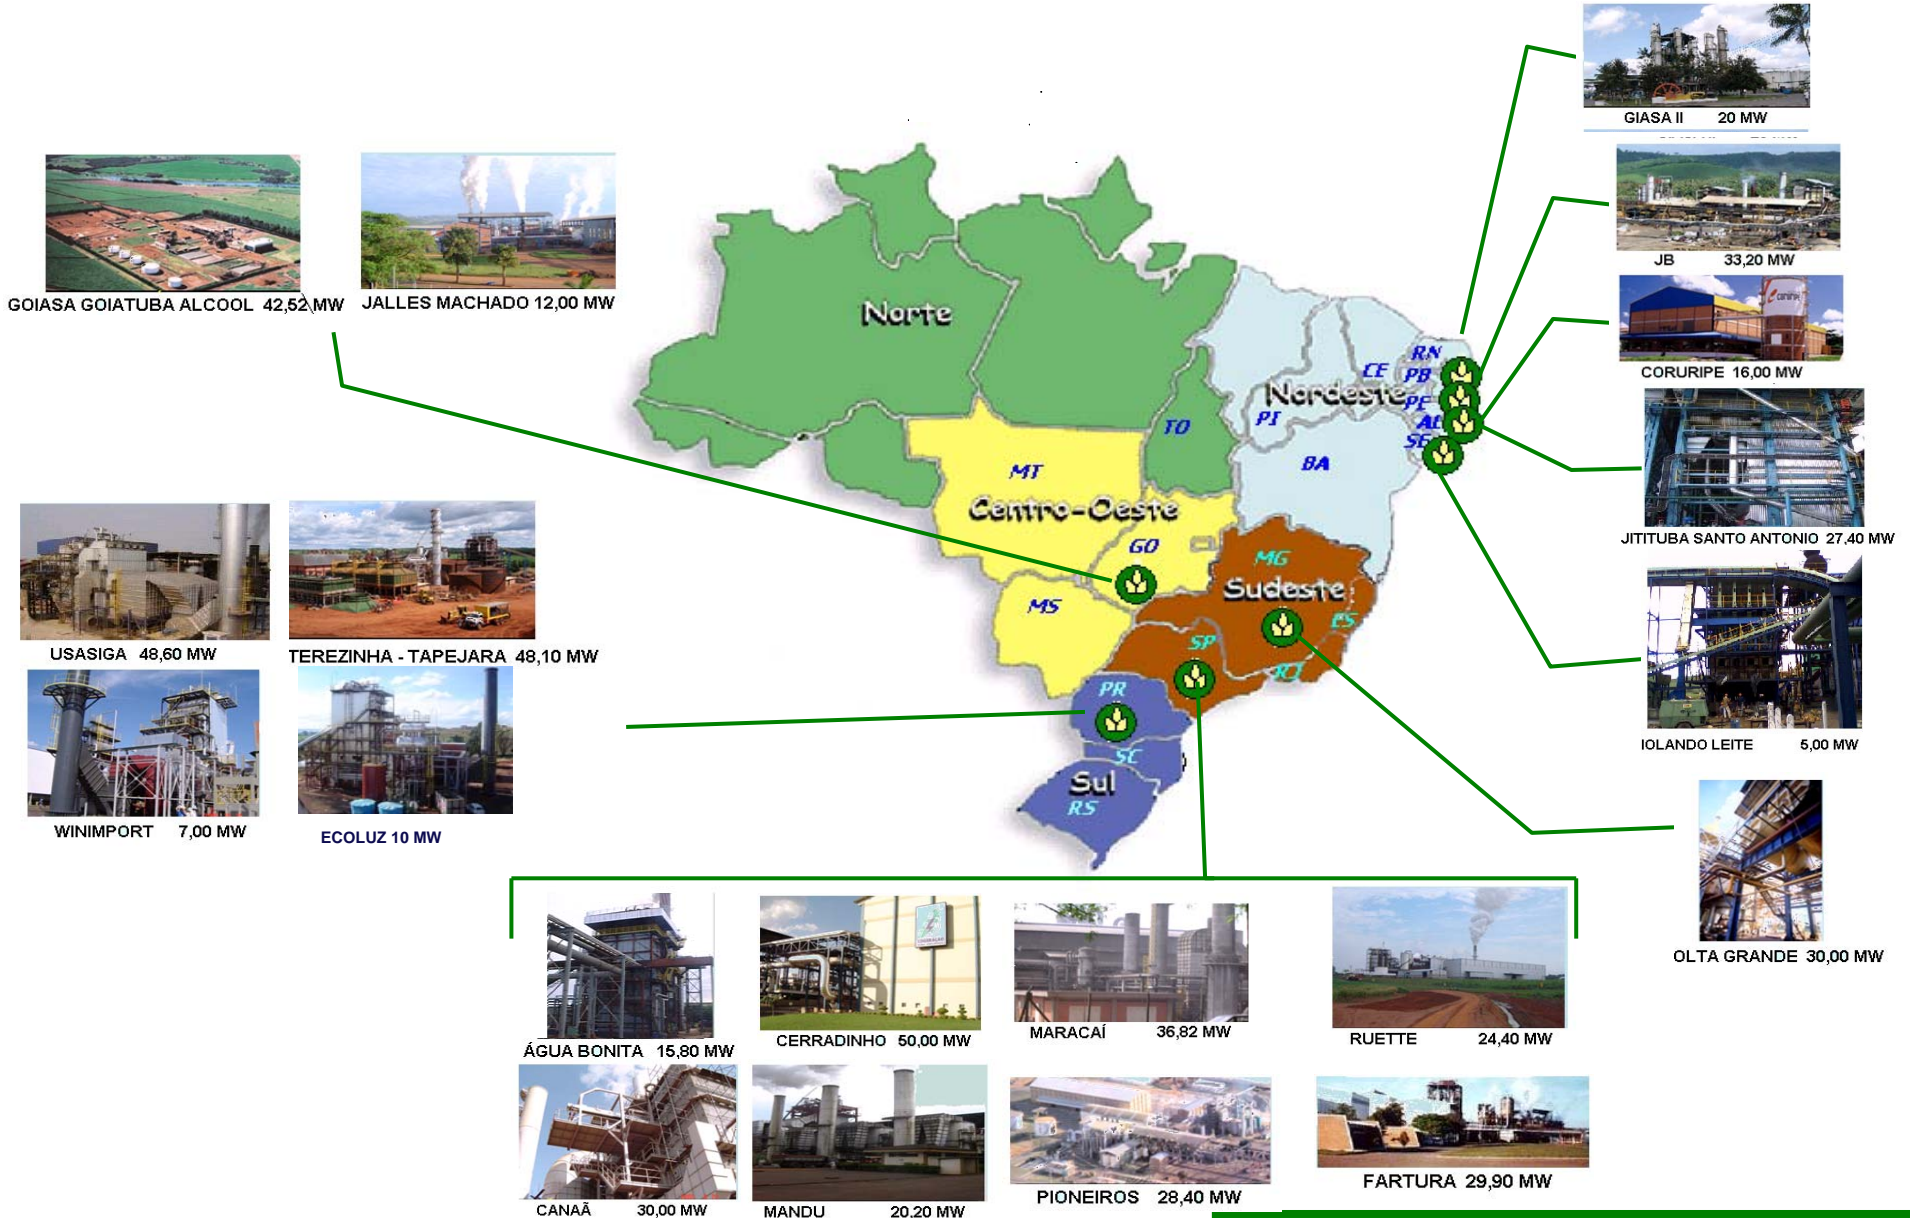 GIASA II 20 MW
JB 33,20 MW
CORURIPE 16,00 MW
JITITUBA SANTO ANTONIO 27,40 MW
IOLANDO LEITE 5,00 MW
OLTA GRANDE 30,00 MW
GOIASA GOIATUBA ALCOOL 42,52 MW
JALLES MACHADO 12,00 MW
USASIGA 48,60 MW
TEREZINHA - TAPEJARA 48,10 MW
WINIMPORT 7,00 MW
ECOLUZ 10 MW
Norte
Nordeste
Centro-Oeste
Sudeste
Sul
RN
CE
PB
PE
PI
AL
SE
TO
BA
MT
GO
MG
MS
ES
SP
RJ
PR
SC
RS
ÁGUA BONITA 15,80 MW
CERRADINHO 50,00 MW
MARACAÍ 36,82 MW
RUETTE 24,40 MW
CANAÃ 30,00 MW
MANDU 20.20 MW
PIONEIROS 28,40 MW
FARTURA 29,90 MW